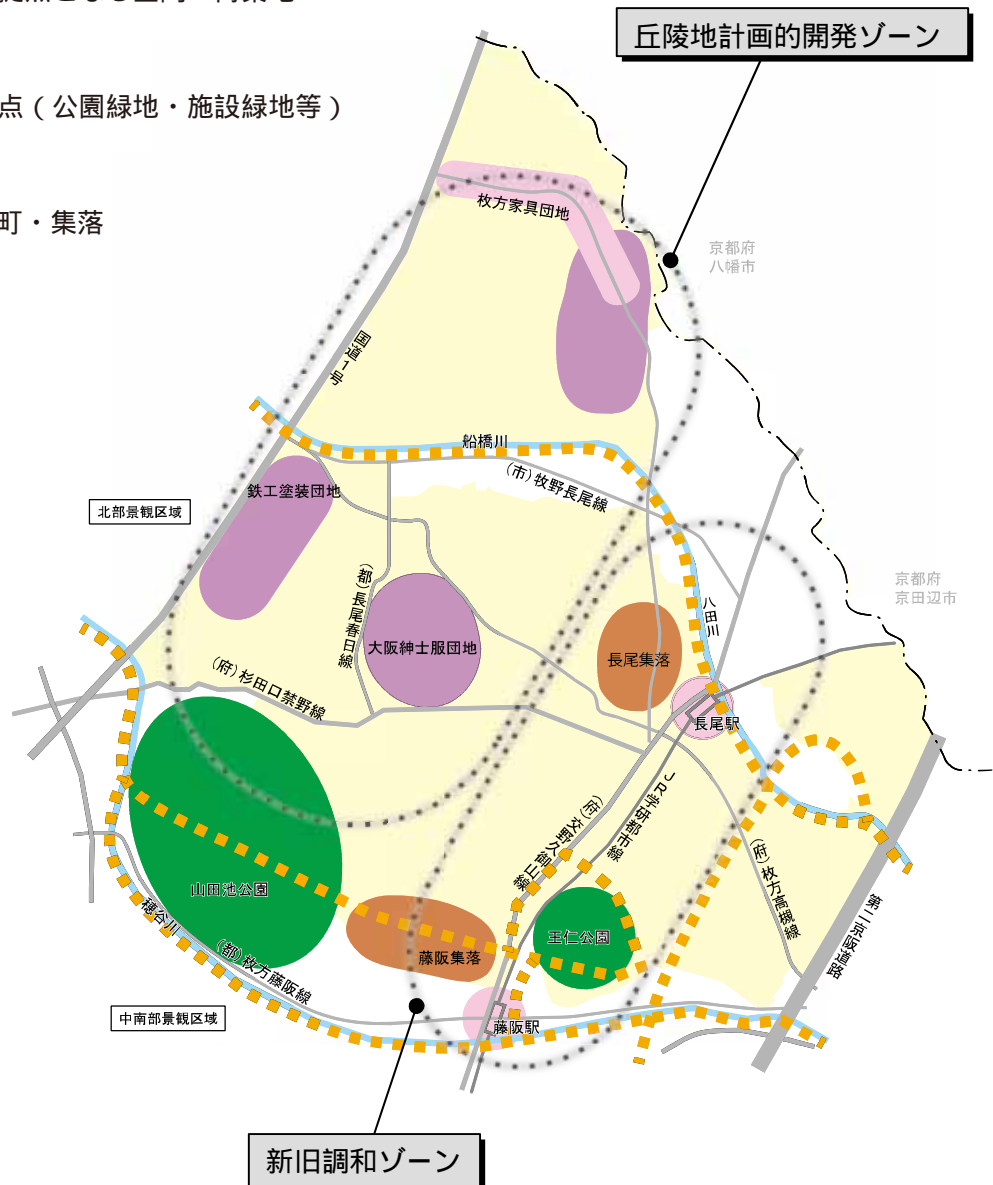 丘陵地計画的開発ゾーン
点（公園緑地・施設緑地等）
町・集落
枚方家具団地
京都府
八幡市
国道1号
船橋川
(市)牧野長尾線
鉄工塗装団地
北部景観区域
(都)長尾春日線
大阪紳士服団地
八田川
京都府
京田辺市
長尾集落
(府)杉田口禁野線
長尾駅
JR学研都市線
(府)交野久御山線
(府)枚方高槻線
第二京阪道路
山田池公園
穂谷川
(都)枚方藤阪線
藤阪集落
王仁公園
中南部景観区域
藤阪駅
新旧調和ゾーン